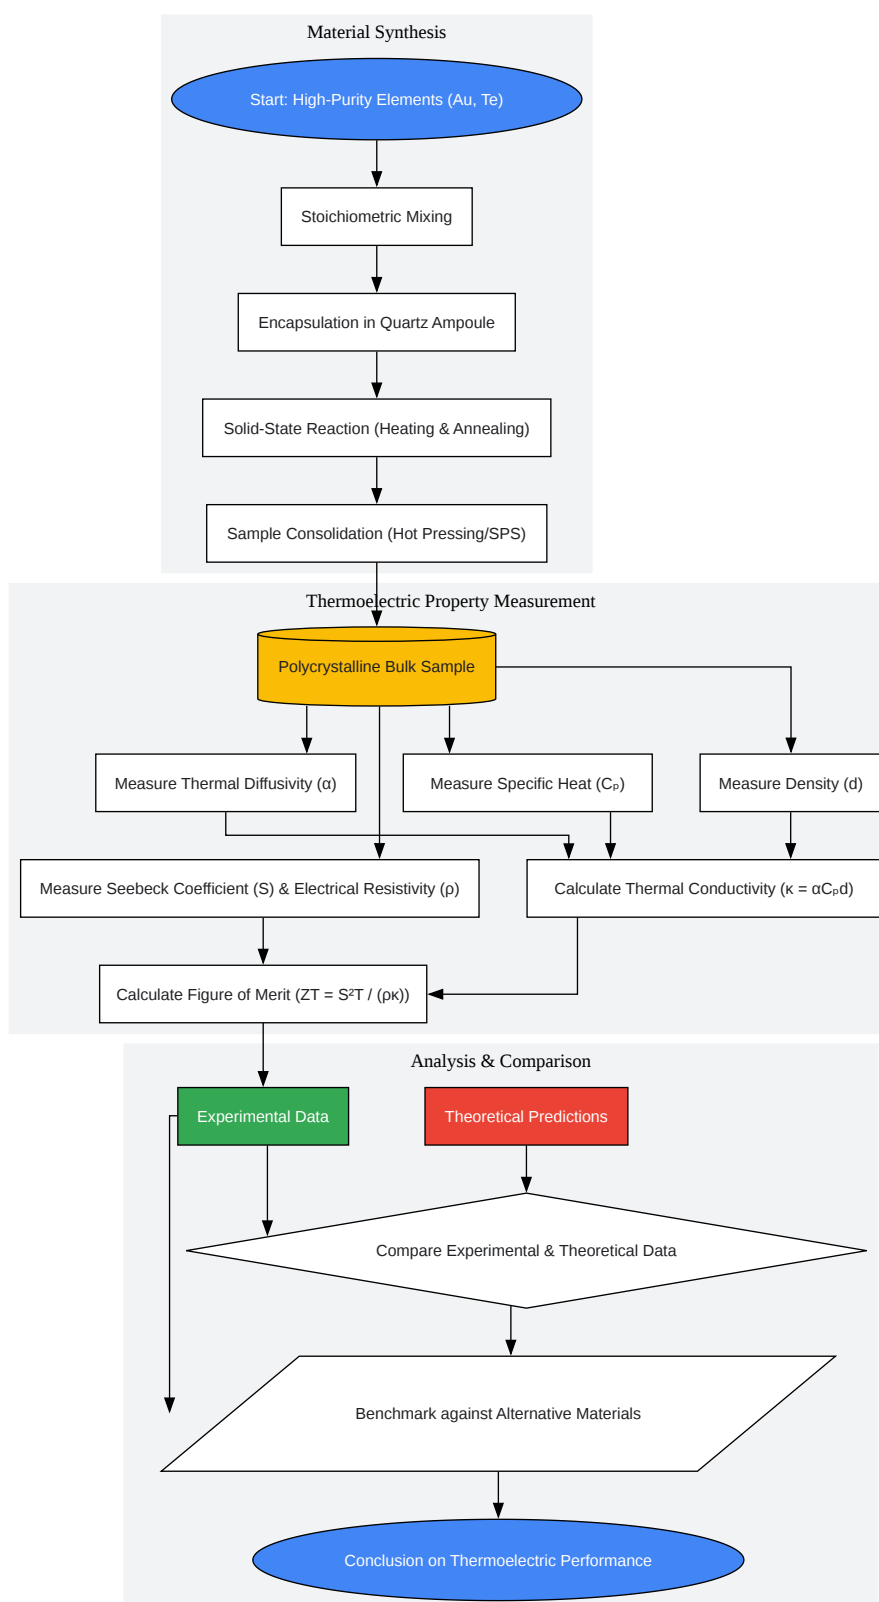 Material Synthesis
Start: High-Purity Elements (Au, Te)
Stoichiometric Mixing
Encapsulation in Quartz Ampoule
Solid-State Reaction (Heating & Annealing)
Sample Consolidation (Hot Pressing/SPS)
Thermoelectric Property Measurement
Polycrystalline Bulk Sample
Measure Thermal Diffusivity (α)
Measure Specific Heat (Cₚ)
Measure Density (d)
Measure Seebeck Coefficient (S) & Electrical Resistivity (ρ)
Calculate Thermal Conductivity (κ = αCₚd)
Calculate Figure of Merit (ZT = S²T / (ρκ))
Analysis & Comparison
Experimental Data
Theoretical Predictions
Compare Experimental & Theoretical Data
Benchmark against Alternative Materials
Conclusion on Thermoelectric Performance